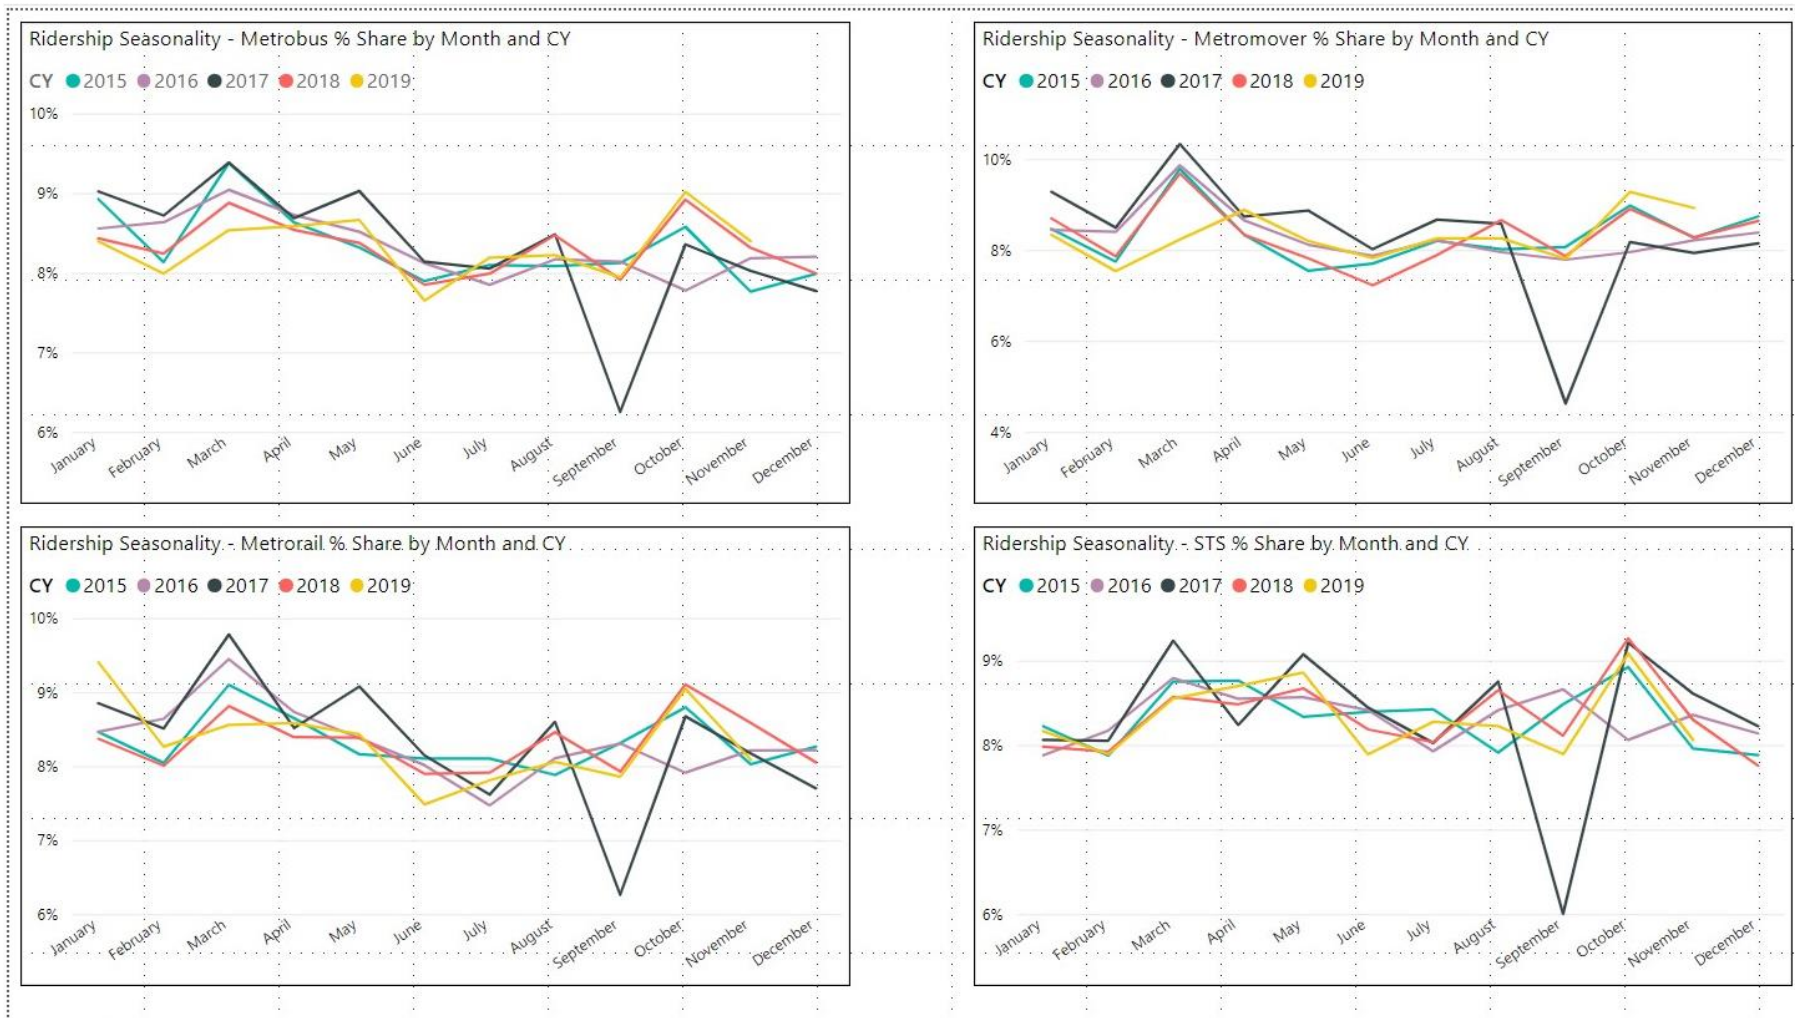 Ridership Seasonality - Metrobus % Share by Month and CY
CY 2015 2016 2017 2018 2019
10%
9%
8%
7%
6%
January February March April May June July August September October November December
Ridership Seasonality - Metromover % Share by Month and CY
CY 2015 2016 2017 2018 2019
10%
8%
6%
4%
January February March April May June July August September October November December
Ridership Seasonality - Metrorail % Share by Month and CY
CY 2015 2016 2017 2018 2019
10%
9%
8%
7%
6%
January February March April May June July August September October November December
Ridership Seasonality - STS % Share by Month and CY
CY 2015 2016 2017 2018 2019
9%
8%
7%
6%
January February March April May June July August September October November December